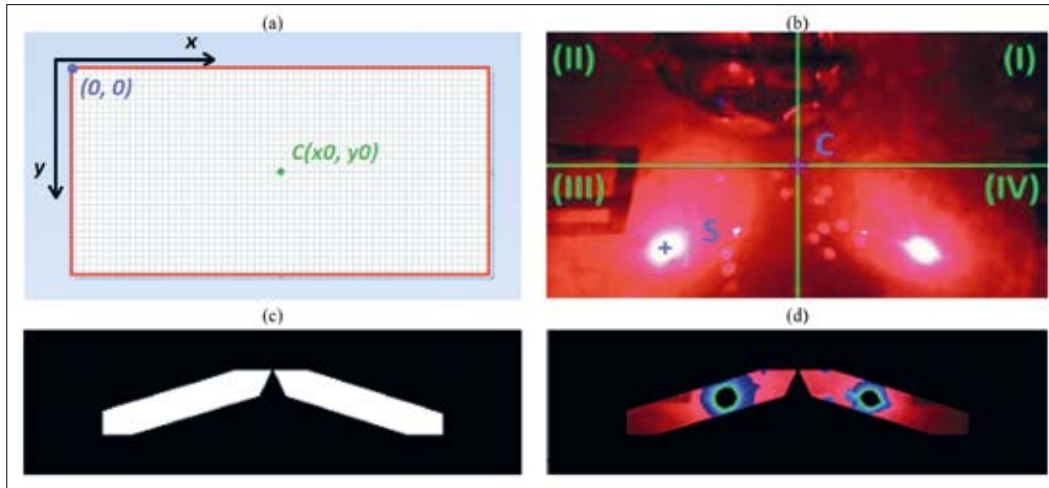 (a)
x
(0, 0)
C(x0, y0)
y
(b)
(II)
(I)
C
(III)
(IV)
S
(c)
(d)